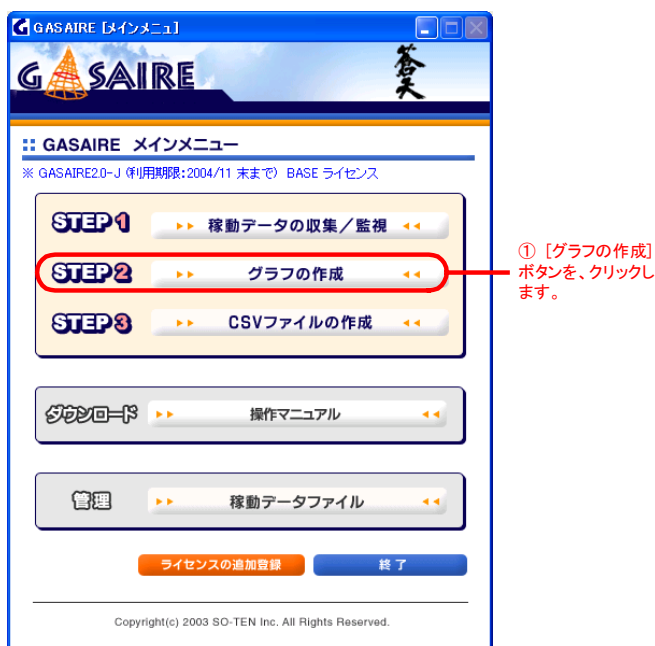 GASAIRE [メインメニュ]
GASAIRE
蒼天
GASAIRE メインメニュー
※ GASAIRE2.0-J (利用期限:2004/11 末まで) BASE ライセンス
STEP1 稼動データの収集/監視
STEP2 グラフの作成
STEP3 CSVファイルの作成
① [グラフの作成]
ボタンを、クリックし
ます。
ダウンロード 操作マニュアル
管理 稼動データファイル
ライセンスの追加登録 終了
Copyright(c) 2003 SO-TEN Inc. All Rights Reserved.